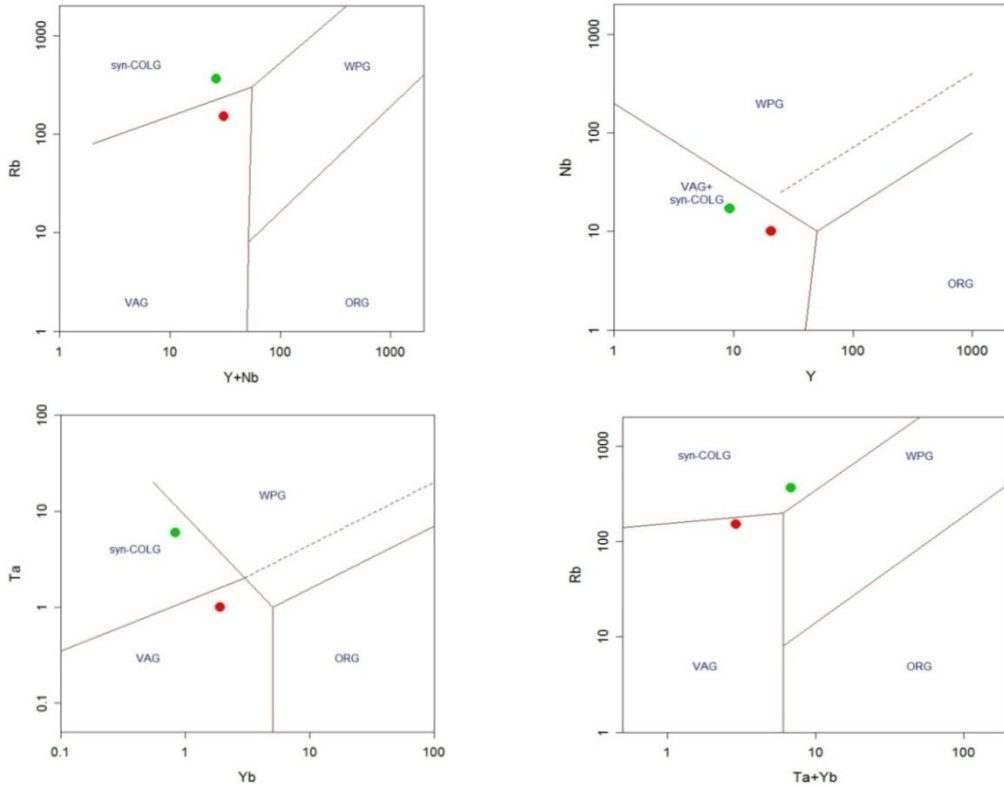 1000
100
10
1
Rb
syn-COLG
WPG
VAG
ORG
1
10
100
1000
Y+Nb
1000
100
10
1
Nb
WPG
VAG+
syn-COLG
ORG
1
10
100
1000
Y
100
10
1
0.1
Ta
WPG
syn-COLG
VAG
ORG
0.1
1
10
100
Yb
1000
100
10
1
Rb
syn-COLG
WPG
VAG
ORG
1
10
100
Ta+Yb